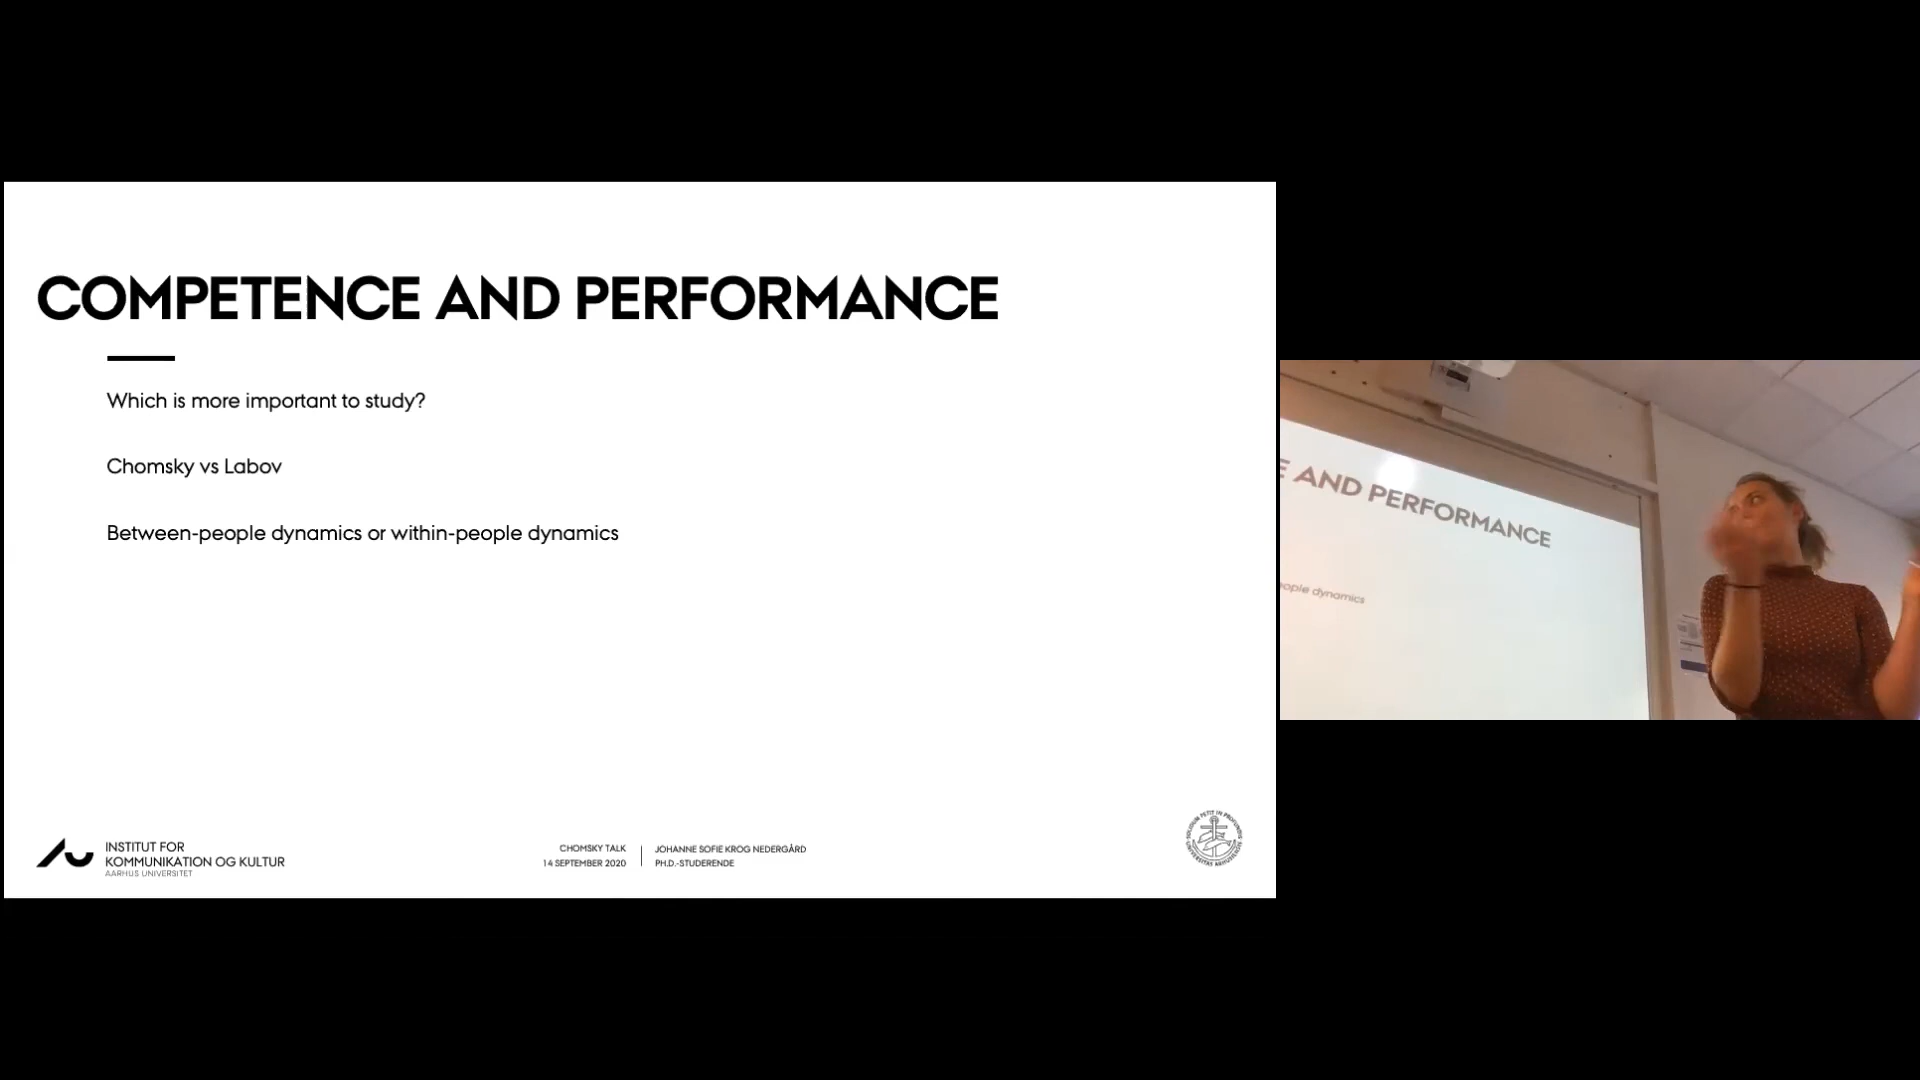 COMPETENCE AND PERFORMANCE
Which is more important to study?
Chomsky vs Labov
Between-people dynamics or within-people dynamics
INSTITUT FOR
KOMMUNIKATION OG KULTUR
AARHUS UNIVERSITET
CHOMSKY TALK
14 SEPTEMBER 2020
JOHANNE SOFIE KROG NEDERGÅRD
PH.D.-STUDERENDE
E AND PERFORMANCE
ople dynamics